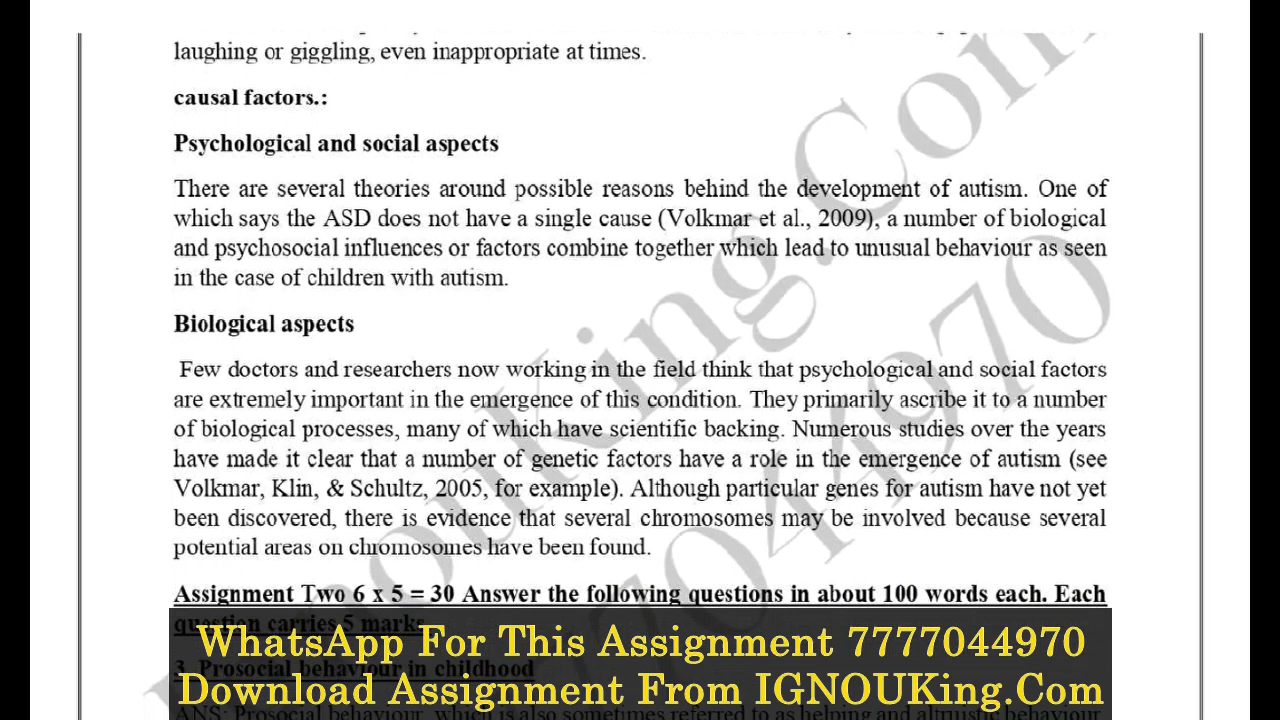 laughing or giggling, even inappropriate at times.
causal factors.:
Psychological and social aspects
There are several theories around possible reasons behind the development of autism. One of
which says the ASD does not have a single cause (Volkmar et al., 2009), a number of biological
and psychosocial influences or factors combine together which lead to unusual behaviour as seen
in the case of children with autism.
Biological aspects
Few doctors and researchers now working in the field think that psychological and social factors
are extremely important in the emergence of this condition. They primarily ascribe it to a number
of biological processes, many of which have scientific backing. Numerous studies over the years
have made it clear that a number of genetic factors have a role in the emergence of autism (see
Volkmar, Klin, & Schultz, 2005, for example). Although particular genes for autism have not yet
been discovered, there is evidence that several chromosomes may be involved because several
potential areas on chromosomes have been found.
Assignment Two 6 x 5 = 30 Answer the following questions in about 100 words each. Each
question carries 5 marks
WhatsApp For This Assignment 7777044970
3. Prosocial behaviour in childhood
Download Assignment From IGNOUKing.Com
ANS: Prosocial behaviour, which is also sometimes referred to as helping and altruistic behaviour,